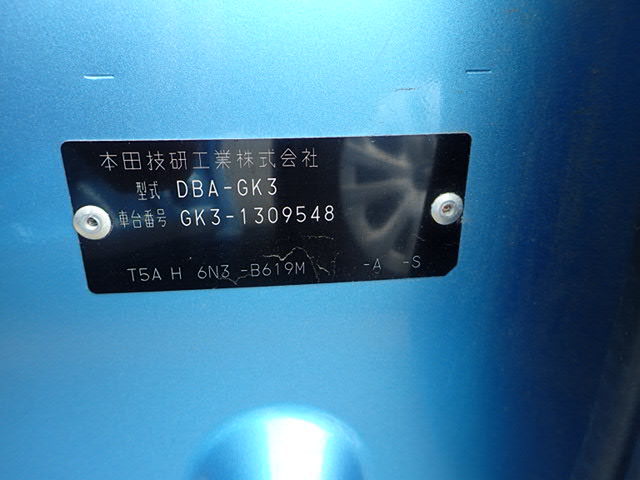 本田技研工業株式会社
型式 DBA-GK3
車台番号 GK3-1309548
T5A H 6N3 -B619M -A -S